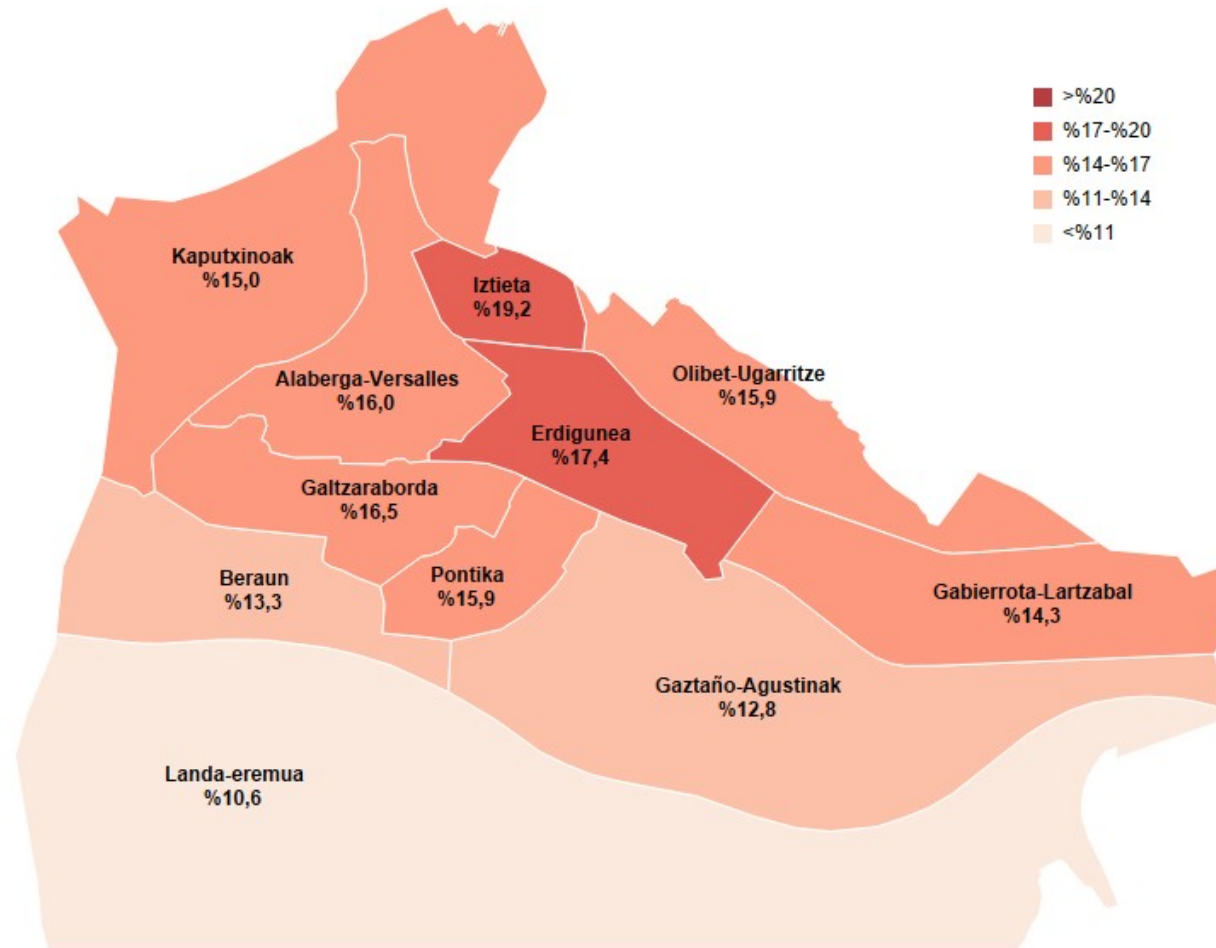 >%20
%17-%20
%14-%17
%11-%14
<%11
Kaputxinoak
%15,0
Iztieta
%19,2
Alaberga-Versalles
%16,0
Olibet-Ugarritze
%15,9
Erdigunea
%17,4
Galtzaraborda
%16,5
Beraun
%13,3
Pontika
%15,9
Gabierrota-Lartzabal
%14,3
Gaztaño-Agustinak
%12,8
Landa-eremua
%10,6